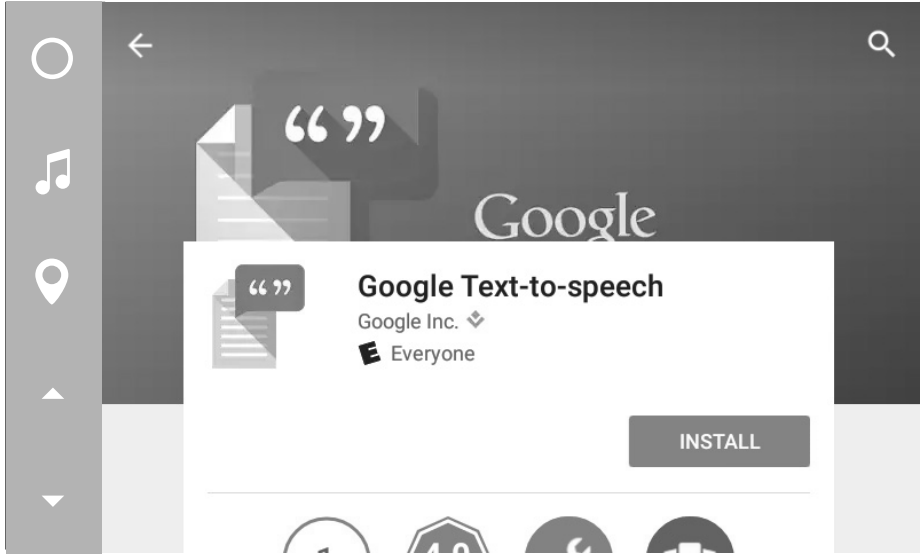 “ ”
Google
“ ”
Google Text-to-speech
Google Inc.
E Everyone
INSTALL